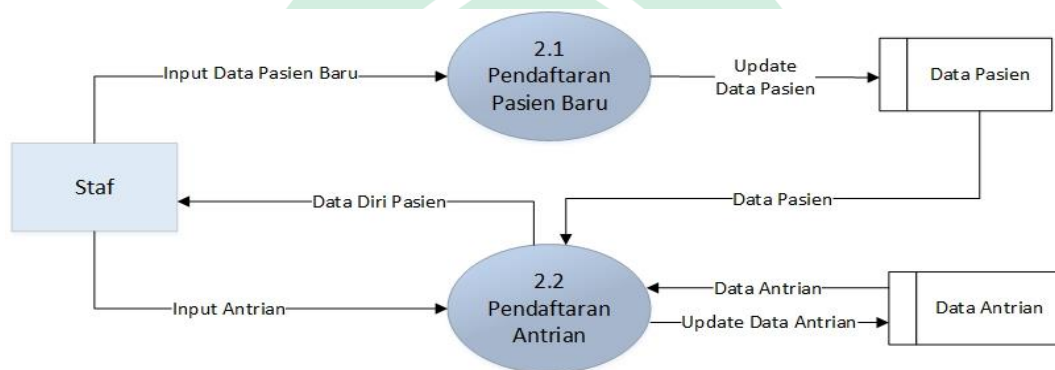 2.1
Pendaftaran
Pasien Baru
Input Data Pasien Baru
Update
Data Pasien
Data Pasien
Staf
Data Diri Pasien
Data Pasien
2.2
Pendaftaran
Antrian
Input Antrian
Data Antrian
Update Data Antrian
Data Antrian